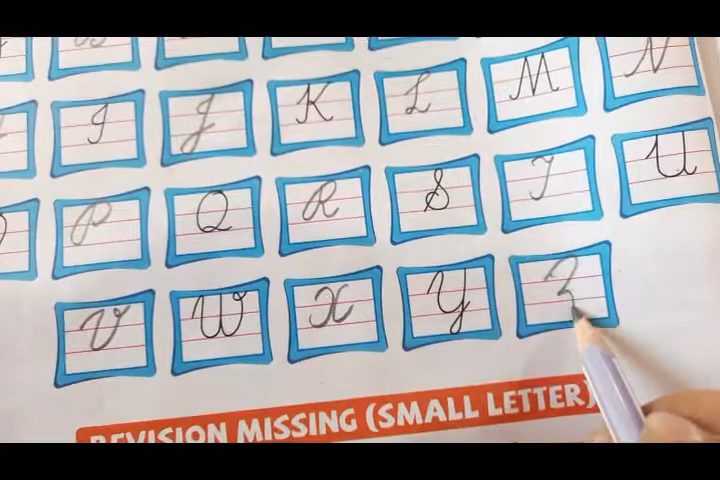 I J K L M N
P Q R S T U
V W X Y Z
REVISION MISSING (SMALL LETTER)